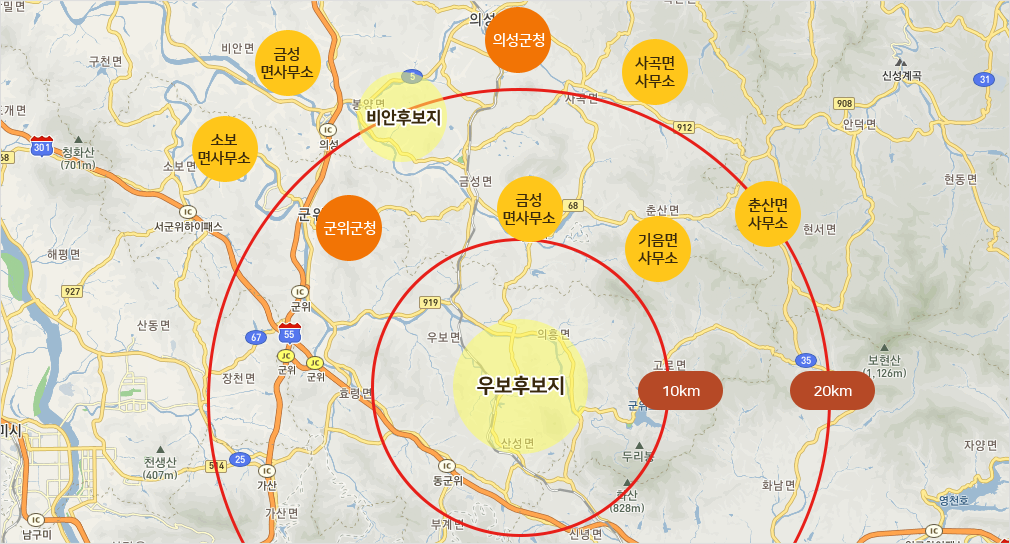 의성
의성군청
비안면
금성
면사무소
구천면
사곡면
사무소
신성계곡
31
5
봉양면
사곡면
908
비안후보지
912
안덕면
IC
의성
301
청화산
(701m)
소보
면사무소
소보면
68
금성면
현동면
IC
서군위하이패스
군위군청
금성
면사무소
68
춘산면
춘산면
사무소
현서면
기음면
사무소
해평면
927
IC
군위
919
산동면
67
55
우보면
의흥면
JC
군위
JC
군위
35
보현산
(1,126m)
고로면
장천면
효령면
우보후보지
10km
20km
미시
산성면
자양면
25
청생산
(407m)
514
IC
가산
IC
동군위
두리봉
화산
(828m)
화남면
영천호
가산면
부계면
신녕면
IC
남구미
IC